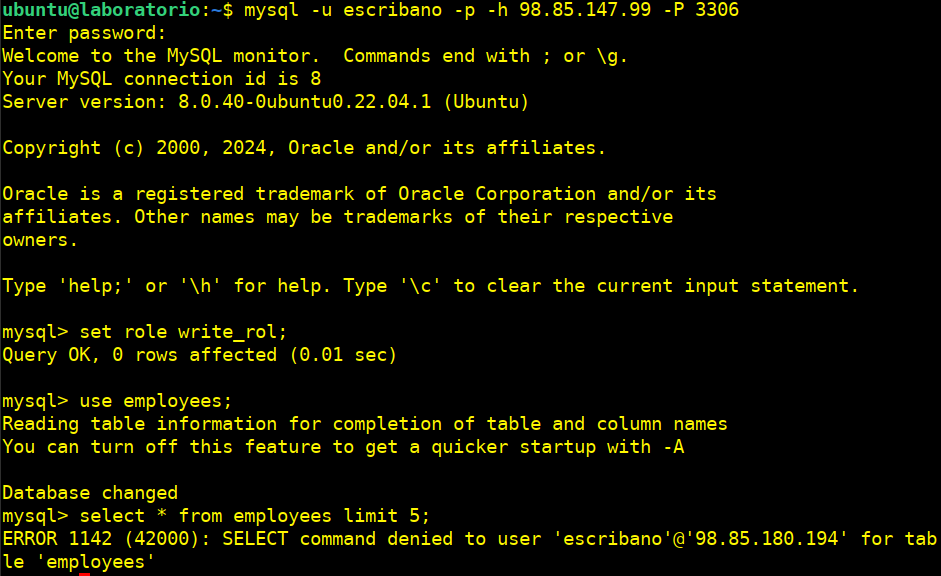 ubuntu@laboratorio:~$ mysql -u escribano -p -h 98.85.147.99 -P 3306
Enter password:
Welcome to the MySQL monitor.  Commands end with ; or \g.
Your MySQL connection id is 8
Server version: 8.0.40-0ubuntu0.22.04.1 (Ubuntu)

Copyright (c) 2000, 2024, Oracle and/or its affiliates.

Oracle is a registered trademark of Oracle Corporation and/or its
affiliates. Other names may be trademarks of their respective
owners.

Type 'help;' or '\h' for help. Type '\c' to clear the current input statement.

mysql> set role write_rol;
Query OK, 0 rows affected (0.01 sec)

mysql> use employees;
Reading table information for completion of table and column names
You can turn off this feature to get a quicker startup with -A

Database changed
mysql> select * from employees limit 5;
ERROR 1142 (42000): SELECT command denied to user 'escribano'@'98.85.180.194' for tab
le 'employees'